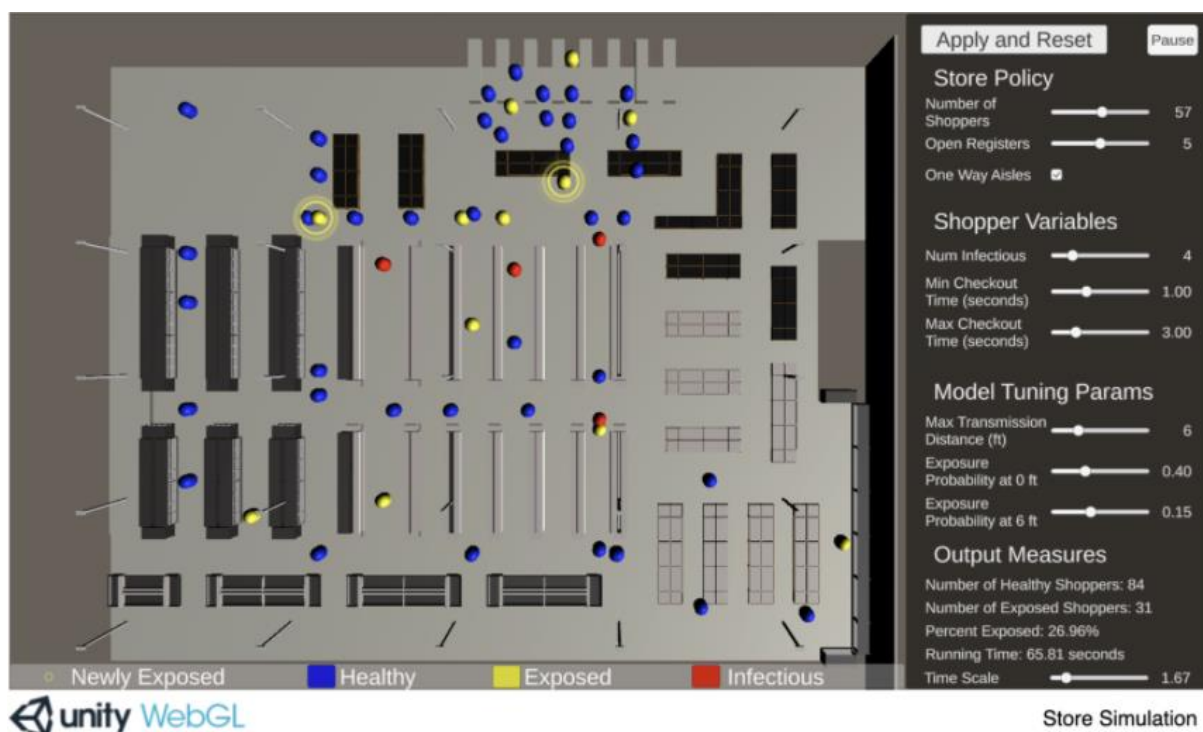 Apply and Reset
Pause
Store Policy
Number of
Shoppers
57
Open Registers
5
One Way Aisles
Shopper Variables
Num Infectious
4
Min Checkout
Time (seconds)
1.00
Max Checkout
Time (seconds)
3.00
Model Tuning Params
Max Transmission
Distance (ft)
6
Exposure
Probability at 0 ft
0.40
Exposure
Probability at 6 ft
0.15
Output Measures
Number of Healthy Shoppers: 84
Number of Exposed Shoppers: 31
Percent Exposed: 26.96%
Running Time: 65.81 seconds
Time Scale
1.67
Newly Exposed
Healthy
Exposed
Infectious
unity WebGL
Store Simulation